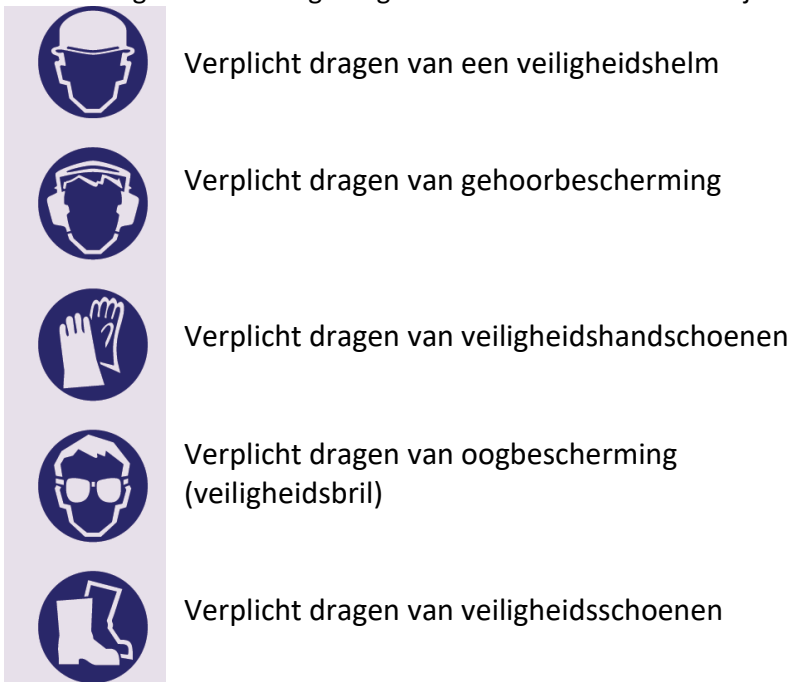 Verplicht dragen van een veiligheidshelm
Verplicht dragen van gehoorbescherming
Verplicht dragen van veiligheidshandschoenen
Verplicht dragen van oogbescherming
(veiligheidsbril)
Verplicht dragen van veiligheidsschoenen